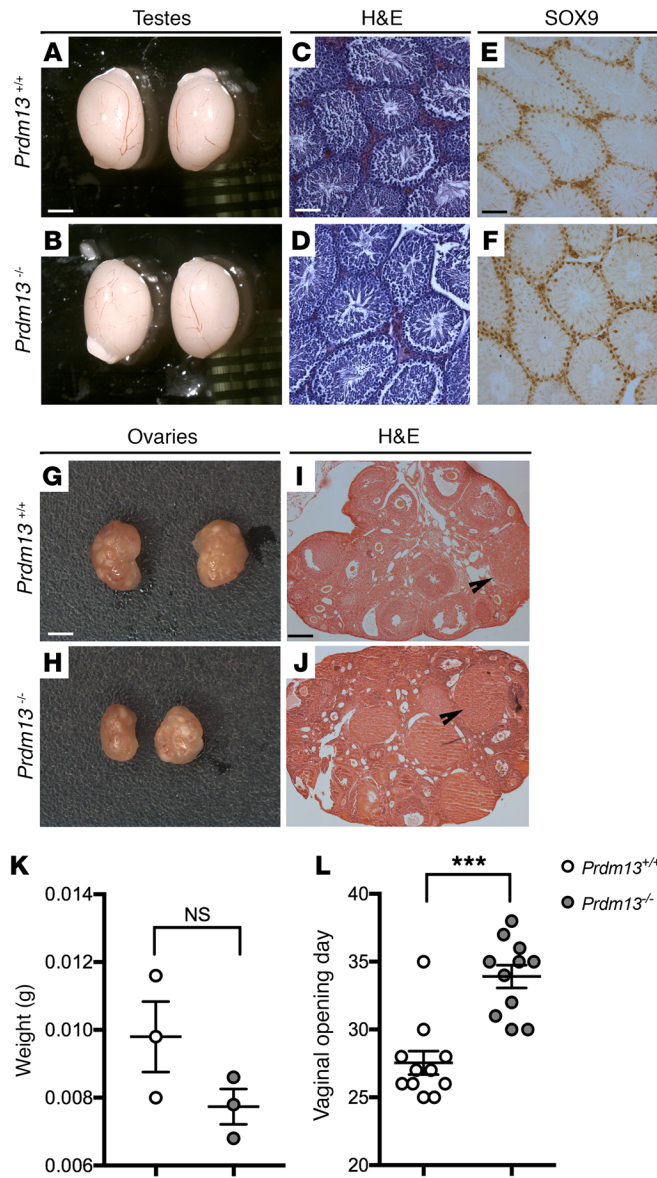 Testes
H&E
SOX9
Prdm13 +/+
A
C
E
Prdm13 -/-
B
D
F
Ovaries
H&E
Prdm13 +/+
G
I
Prdm13 -/-
H
J
K
Weight (g)
0.014
0.012
0.010
0.008
0.006
NS
L
Vaginal opening day
40
35
30
25
20
***
Prdm13+/+
Prdm13-/-